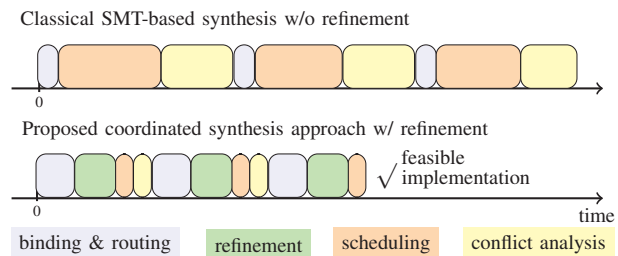 Classical SMT-based synthesis w/o refinement
0
Proposed coordinated synthesis approach w/ refinement
√ feasible
implementation
0
time
binding & routing refinement scheduling conflict analysis